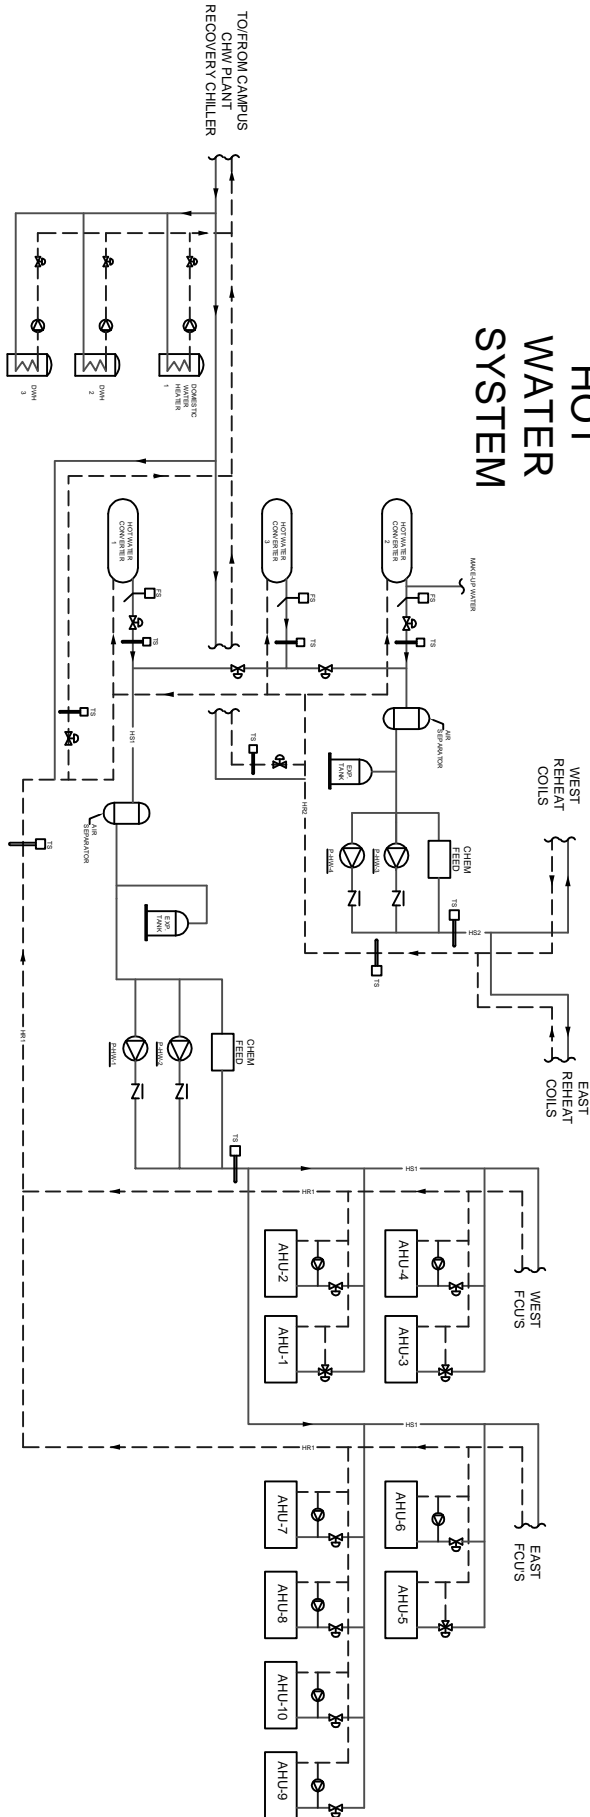 HOT
WATER
SYSTEM
TO/FROM CAMPUS
CHW PLANT
RECOVERY CHILLER
DOMESTIC
WATER
HEATER
1
DWH
2
DWH
3
MAKE-UP WATER
HOT WATER
CONVERTER
2
HOT WATER
CONVERTER
3
HOT WATER
CONVERTER
1
FS
FS
FS
TS
TS
TS
TS
TS
TS
HS1
HR2
AIR
SEPARATOR
AIR
SEPARATOR
EXP.
TANK
CHEM
FEED
P-HW-3
P-HW-4
TS
TS
HS2
WEST
REHEAT
COILS
EAST
REHEAT
COILS
EXP.
TANK
CHEM
FEED
P-HW-2
P-HW-1
TS
HR1
HS1
HR1
WEST
FCU'S
AHU-4
AHU-3
AHU-2
AHU-1
HS1
HR1
EAST
FCU'S
AHU-6
AHU-5
AHU-7
AHU-8
AHU-10
AHU-9